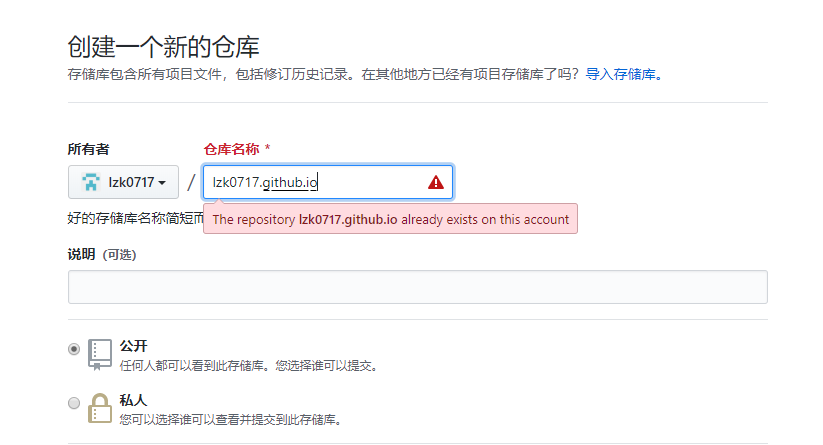 创建一个新的仓库
存储库包含所有项目文件，包括修订历史记录。在其他地方已经有项目存储库了吗？导入存储库。
所有者
仓库名称 *
lzk0717
/
lzk0717.github.io
好的存储库名称简短而
The repository lzk0717.github.io already exists on this account
说明 (可选)
公开
任何人都可以看到此存储库。您选择谁可以提交。
私人
您可以选择谁可以查看并提交到此存储库。